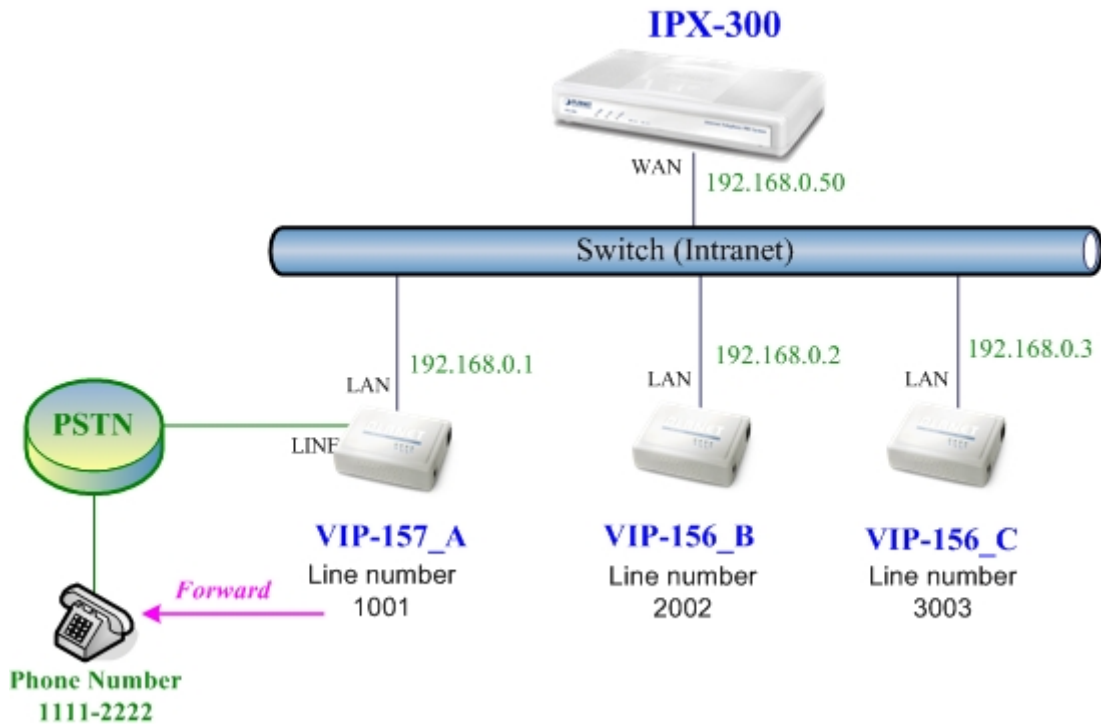 IPX-300
WAN
192.168.0.50
Switch (Intranet)
192.168.0.1
192.168.0.2
192.168.0.3
LAN
LAN
LAN
PSTN
LINE
VIP-157_A
VIP-156_B
VIP-156_C
Line number
1001
Line number
2002
Line number
3003
Forward
Phone Number
1111-2222